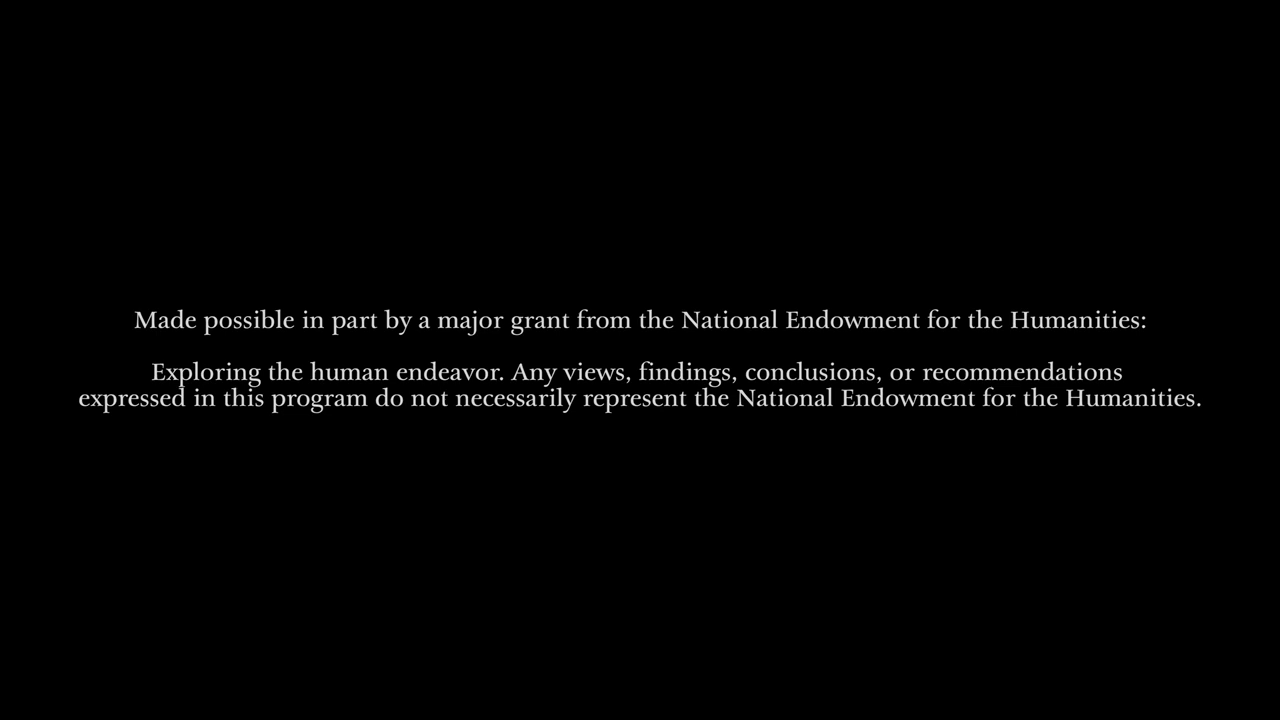 Made possible in part by a major grant from the National Endowment for the Humanities:
Exploring the human endeavor. Any views, findings, conclusions, or recommendations
expressed in this program do not necessarily represent the National Endowment for the Humanities.